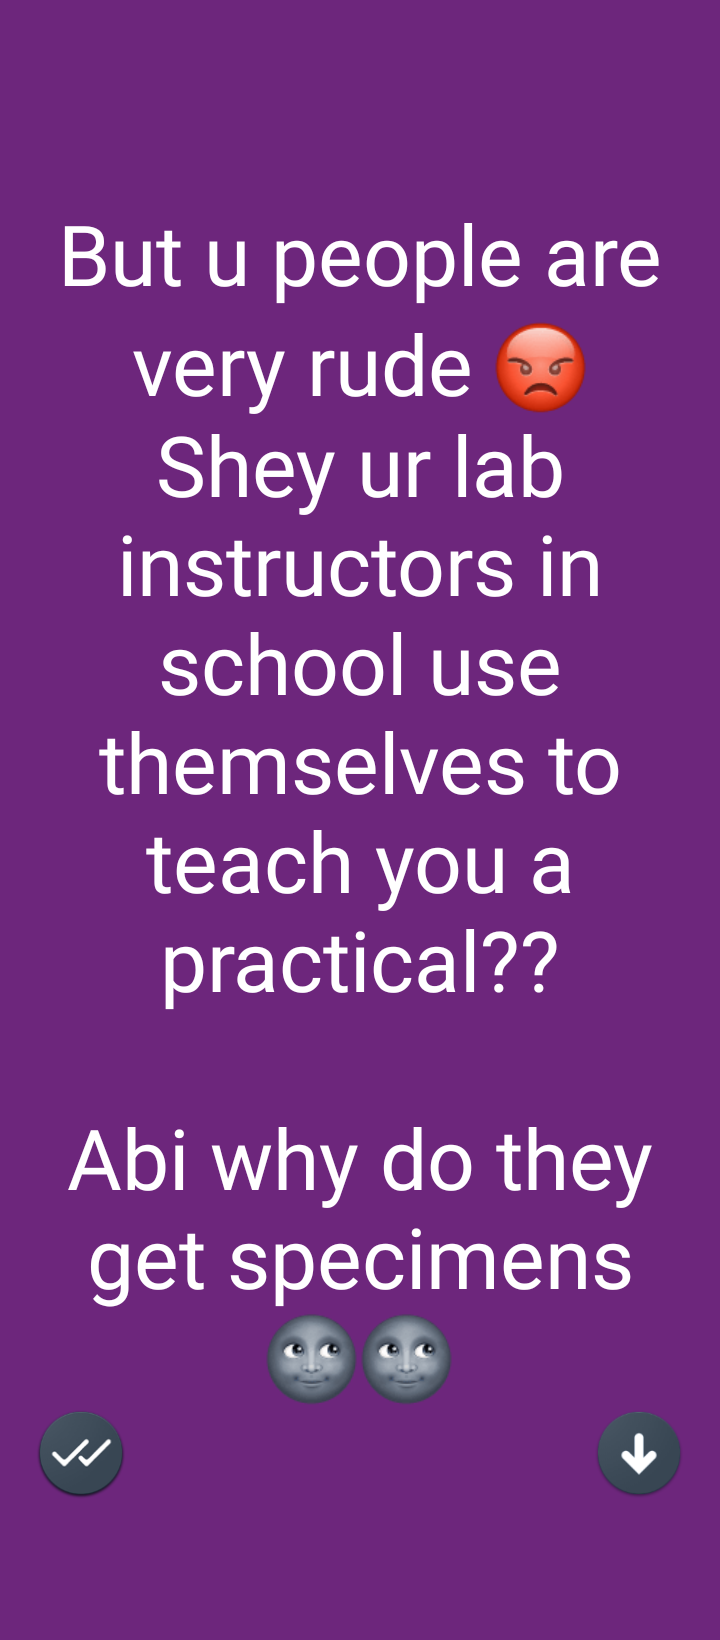 But u people are
very rude 😡
Shey ur lab
instructors in
school use
themselves to
teach you a
practical??
Abi why do they
get specimens
🌚🌚